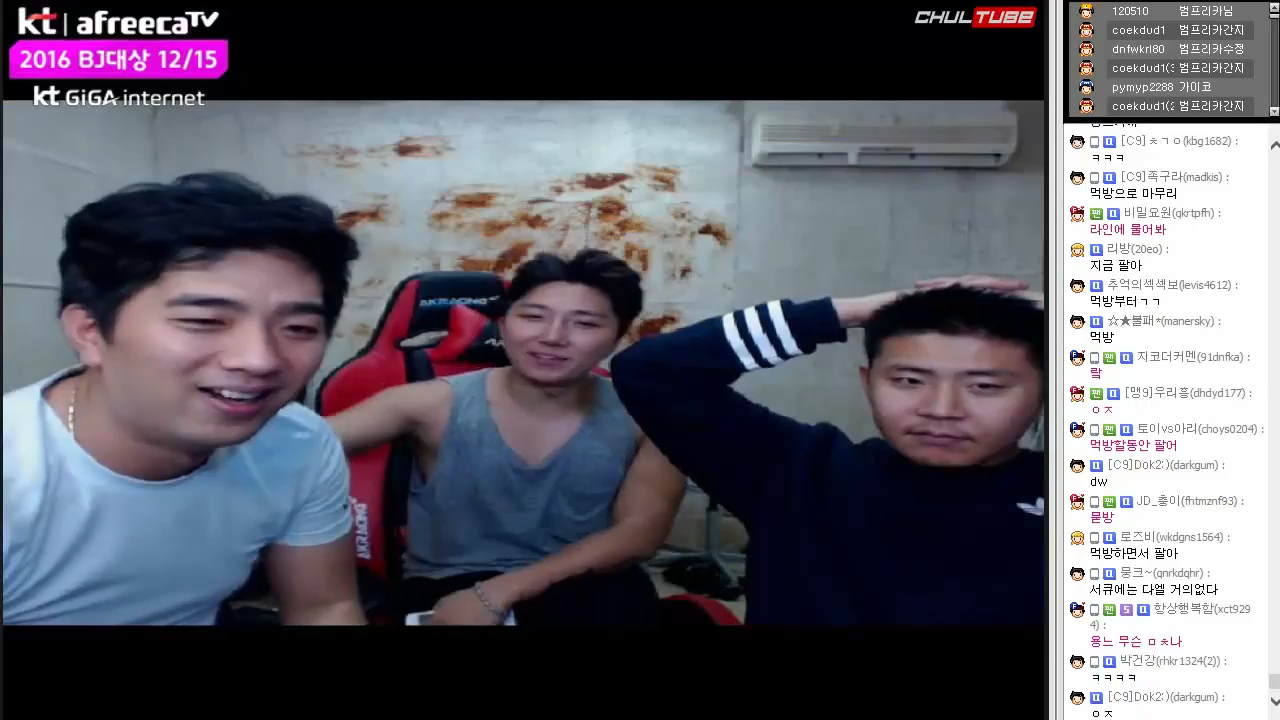 kt | afreecaTV
2016 BJ대상 12/15
kt GiGA internet
CHULTUBE
AKRACING
AKRACING
120510 범프리카님
coekdud1 범프리카간지
dnfwkrl80 범프리카수정
coekdud1(3 범프리카간지
pymyp2288 가이코
coekdud1(2 범프리카간지
[C9]ㅊㄱㅇ(kbg1682) :
ㅋㅋㅋ
[C9]족구라(madkis) :
먹방으로 마무리
비밀요원(qkrtpfh) :
라인에 물어봐
리방(20eo) :
지금 팔아
추억의섹섹보(levis4612) :
먹방부터ㄱㄱ
☆★불패*(manersky) :
먹방
지코더커멘(91dnfka) :
랔
[맹9]우리흥(dhdyd177) :
ㅇㅈ
토이vs아리(choys0204) :
먹방할동안 팔어
[C9]Dok2:)(darkgum) :
dw
JD_충이(fhtmznf93) :
묻방
로즈비(wkdgns1564) :
먹방하면서 팔아
뭉크~(qnrkdqhr) :
서큐에는 다엘 거의없다
항상행복함(xct929
4) :
용느 무슨 ㅁㅊ나
박건강(rhkr1324(2)) :
ㅋㅋㅋㅋ
[C9]Dok2:)(darkgum) :
ㅇㅈ